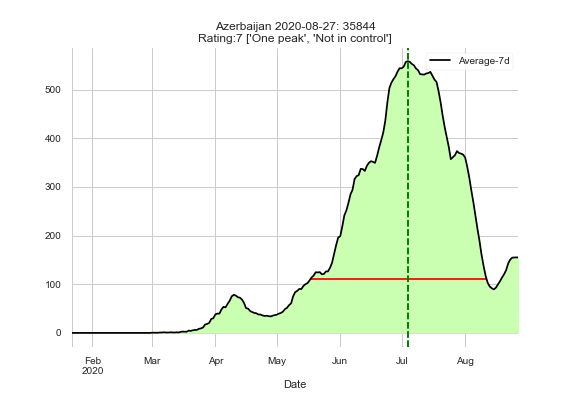 Azerbaijan 2020-08-27: 35844
Rating:7 ['One peak', 'Not in control']
Average-7d
500
400
300
200
100
0
Feb Mar Apr May Jun Jul Aug
2020
Date